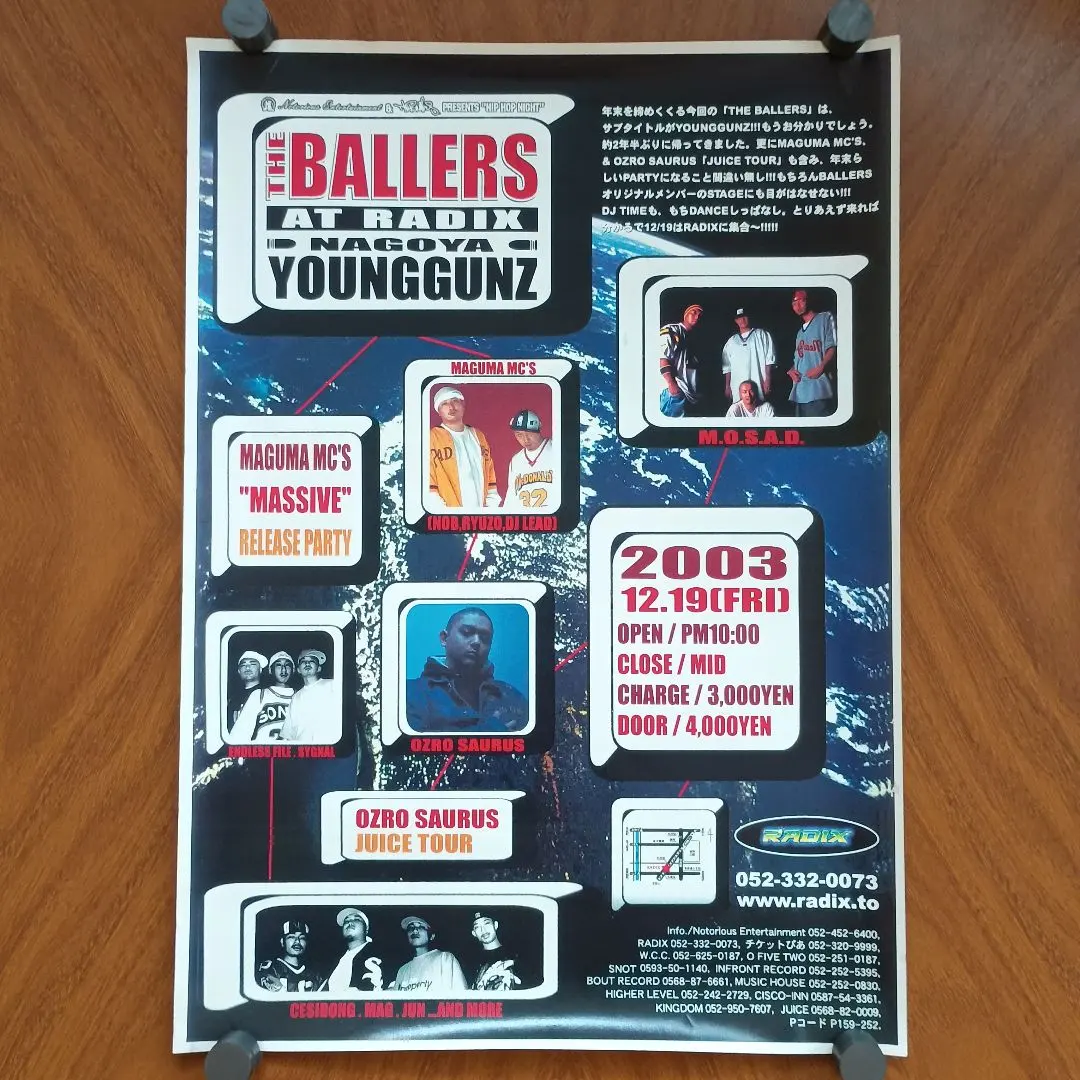 Notorious Entertainment & PRESENTS "HIP HOP NIGHT"
THE BALLERS
AT RADIX
NAGOYA
YOUNGGUNZ
年末を締めくくる今回の「THE BALLERS」は、
サブタイトルがYOUNGGUNZ!!!もうお分かりでしょう。
約2年半ぶりに帰ってきました。更にMAGUMA MC'S、
& OZRO SAURUS「JUICE TOUR」も含み、年末ら
しいPARTYになること間違い無し!!!もちろんBALLERS
オリジナルメンバーのSTAGEにも目がはなせない!!!
DJ TIMEも、もちDANCEしっぱなし。とりあえず来れば
分かるで12/19はRADIXに集合〜!!!!!
M.O.S.A.D.
MAGUMA MC'S
PAD
McDONALD'S
32
(NOB,RYUZO,DJ LEAD)
MAGUMA MC'S
"MASSIVE"
RELEASE PARTY
2003
12.19(FRI)
OPEN / PM10:00
CLOSE / MID
CHARGE / 3,000YEN
DOOR / 4,000YEN
SON
ENDLESS FILE . SYGNAL
OZRO SAURUS
OZRO SAURUS
JUICE TOUR
RADIX
052-332-0073
www.radix.to
CESIDONG . MAG . JUN ...AND MORE
Info./Notorious Entertainment 052-452-6400,
RADIX 052-332-0073, チケットぴあ 052-320-9999,
W.C.C. 052-625-0187, O FIVE TWO 052-251-0187,
SNOT 0593-50-1140, INFRONT RECORD 052-252-5395,
BOUT RECORD 0568-87-6661, MUSIC HOUSE 052-252-0830,
HIGHER LEVEL 052-242-2729, CISCO-INN 0587-54-3361,
KINGDOM 052-950-7607, JUICE 0568-82-0009,
Pコード P159-252,